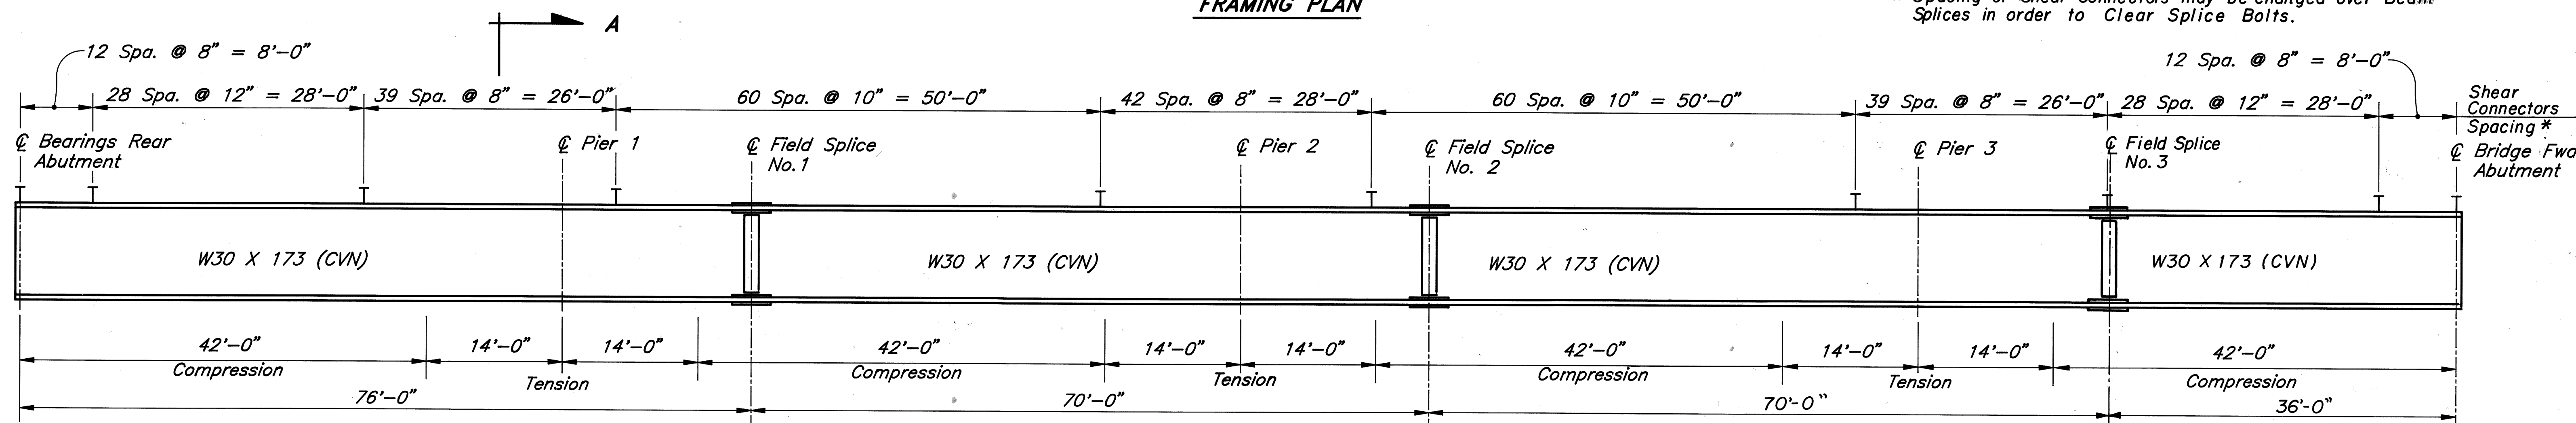 FRAMING PLAN
Spacing of Shear Connectors may be changed over Beam
Splices in order to Clear Splice Bolts.
A
12 Spa. @ 8" = 8'-0"
12 Spa. @ 8" = 8'-0"
28 Spa. @ 12" = 28'-0"
39 Spa. @ 8" = 26'-0"
60 Spa. @ 10" = 50'-0"
42 Spa. @ 8" = 28'-0"
60 Spa. @ 10" = 50'-0"
39 Spa. @ 8" = 26'-0"
28 Spa. @ 12" = 28'-0"
Shear
Connectors
Spacing *
℄ Bearings Rear
Abutment
℄ Pier 1
℄ Field Splice
No. 1
℄ Pier 2
℄ Field Splice
No. 2
℄ Pier 3
℄ Field Splice
No. 3
℄ Bridge Fwd
Abutment
W30 X 173 (CVN)
W30 X 173 (CVN)
W30 X 173 (CVN)
W30 X 173 (CVN)
42'-0"
14'-0"
14'-0"
42'-0"
14'-0"
14'-0"
42'-0"
14'-0"
14'-0"
42'-0"
Compression
Tension
Compression
Tension
Compression
Tension
Compression
76'-0"
70'-0"
70'-0"
36'-0"